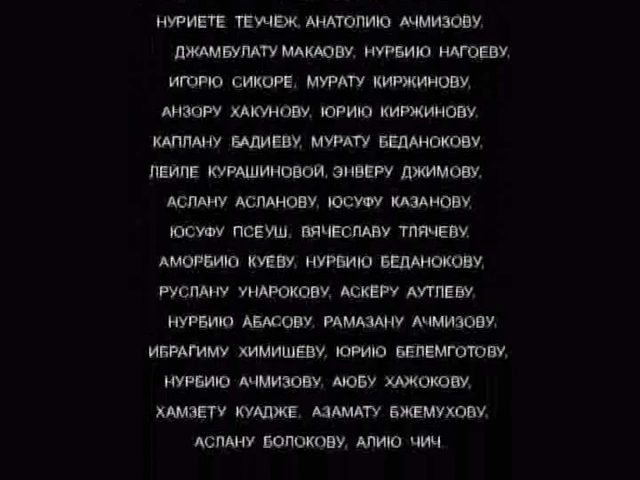 НУРИЕТЕ ТЕУЧЕЖ, АНАТОЛИЮ АЧМИЗОВУ,
ДЖАМБУЛАТУ МАКАОВУ, НУРБИЮ НАГОЕВУ,
ИГОРЮ СИКОРЕ, МУРАТУ КИРЖИНОВУ,
АНЗОРУ ХАКУНОВУ, ЮРИЮ КИРЖИНОВУ,
КАПЛАНУ БАДИЕВУ, МУРАТУ БЕДАНОКОВУ,
ЛЕЙЛЕ КУРАШИНОВОЙ, ЭНВЕРУ ДЖИМОВУ,
АСЛАНУ АСЛАНОВУ, ЮСУФУ КАЗАНОВУ,
ЮСУФУ ПСЕУШ, ВЯЧЕСЛАВУ ТЛЯЧЕВУ,
АМОРБИЮ КУЕВУ, НУРБИЮ БЕДАНОКОВУ,
РУСЛАНУ УНАРОКОВУ, АСКЕРУ АУТЛЕВУ,
НУРБИЮ АБАСОВУ, РАМАЗАНУ АЧМИЗОВУ,
ИБРАГИМУ ХИМИШЕВУ, ЮРИЮ БЕЛЕМГОТОВУ,
НУРБИЮ АЧМИЗОВУ, АЮБУ ХАЖОКОВУ,
ХАМЗЕТУ КУАДЖЕ, АЗАМАТУ БЖЕМУХОВУ,
АСЛАНУ БОЛОКОВУ, АЛИЮ ЧИЧ.